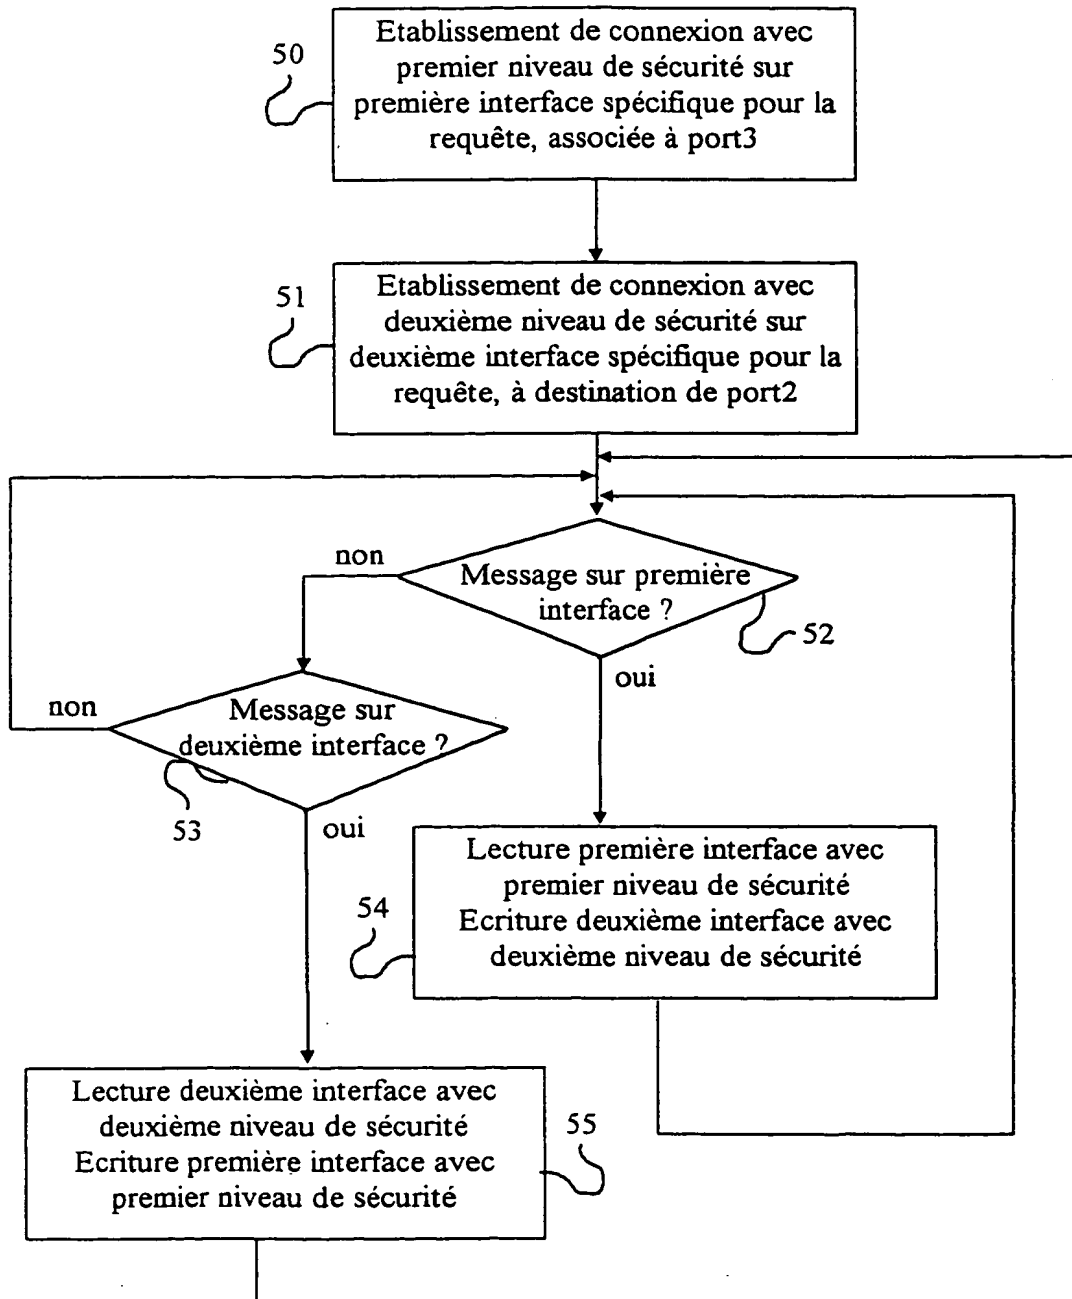 Etablissement de connexion avec
premier niveau de sécurité sur
première interface spécifique pour la
requête, associée à port3
50
Etablissement de connexion avec
deuxième niveau de sécurité sur
deuxième interface spécifique pour la
requête, à destination de port2
51
non
Message sur première
interface ?
52
oui
non
Message sur
deuxième interface ?
53
oui
Lecture première interface avec
premier niveau de sécurité
Ecriture deuxième interface avec
deuxième niveau de sécurité
54
Lecture deuxième interface avec
deuxième niveau de sécurité
Ecriture première interface avec
premier niveau de sécurité
55